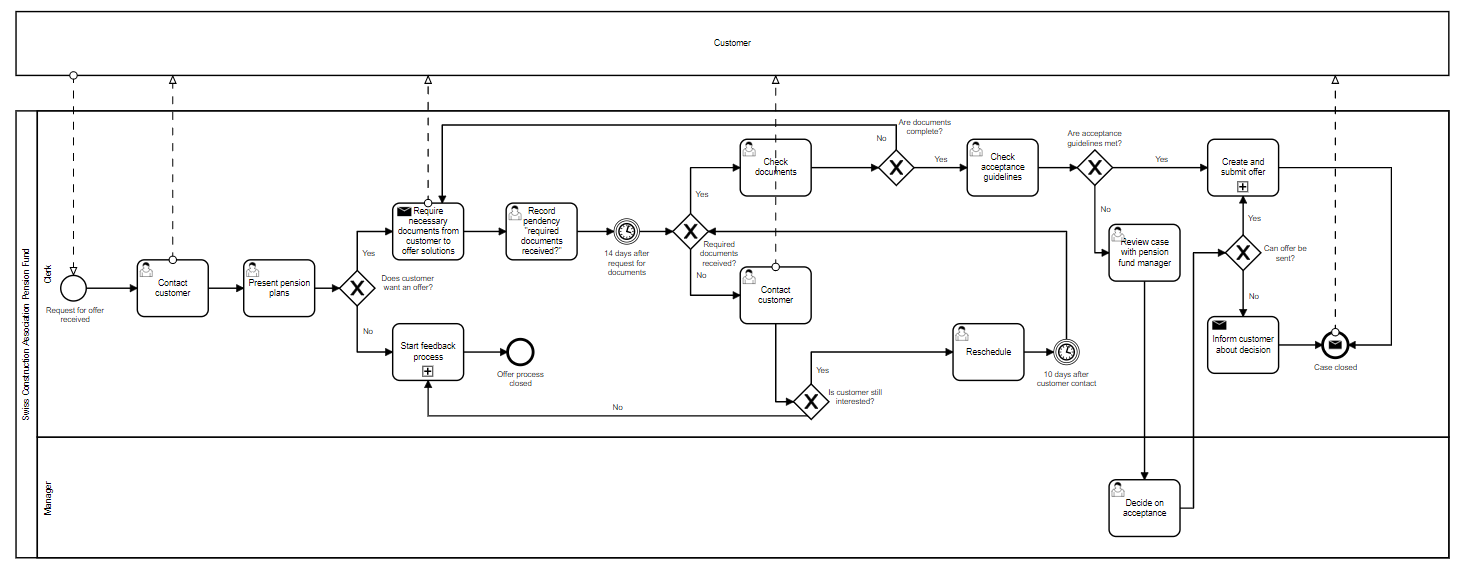 Customer
Swiss Construction Association Pension Fund
Clerk
Manager
Request for offer
received
Contact
customer
Present pension
plans
Does customer
want an offer?
Yes
No
Require
necessary
documents from
customer to
offer solutions
Record
pendency
"required
documents
received?"
14 days after
request for
documents
Start feedback
process
Offer process
closed
Required
documents
received?
Yes
No
Check
documents
Contact
customer
Are documents
complete?
No
Yes
Is customer still
interested?
Yes
No
Reschedule
10 days after
customer contact
Check
acceptance
guidelines
Are acceptance
guidelines met?
Yes
No
Review case
with pension
fund manager
Decide on
acceptance
Can offer be
sent?
Yes
No
Create and
submit offer
Inform customer
about decision
Case closed